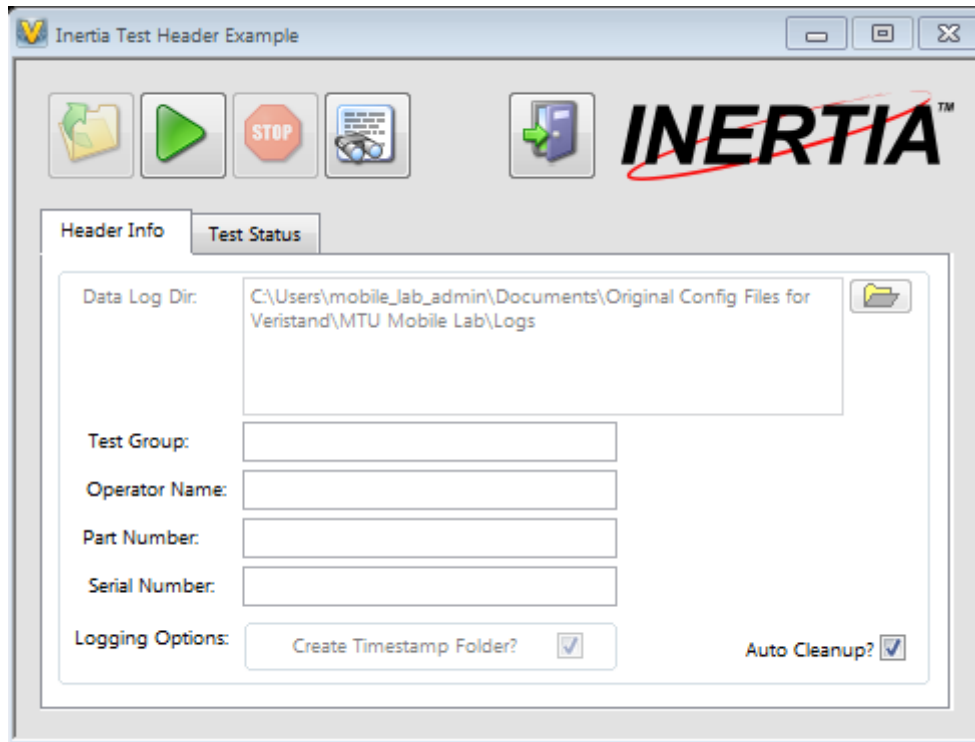 Inertia Test Header Example
STOP
INERTIA™
Header Info
Test Status
Data Log Dir:
C:\Users\mobile_lab_admin\Documents\Original Config Files for
Veristand\MTU Mobile Lab\Logs
Test Group:
Operator Name:
Part Number:
Serial Number:
Logging Options:
Create Timestamp Folder?
Auto Cleanup?